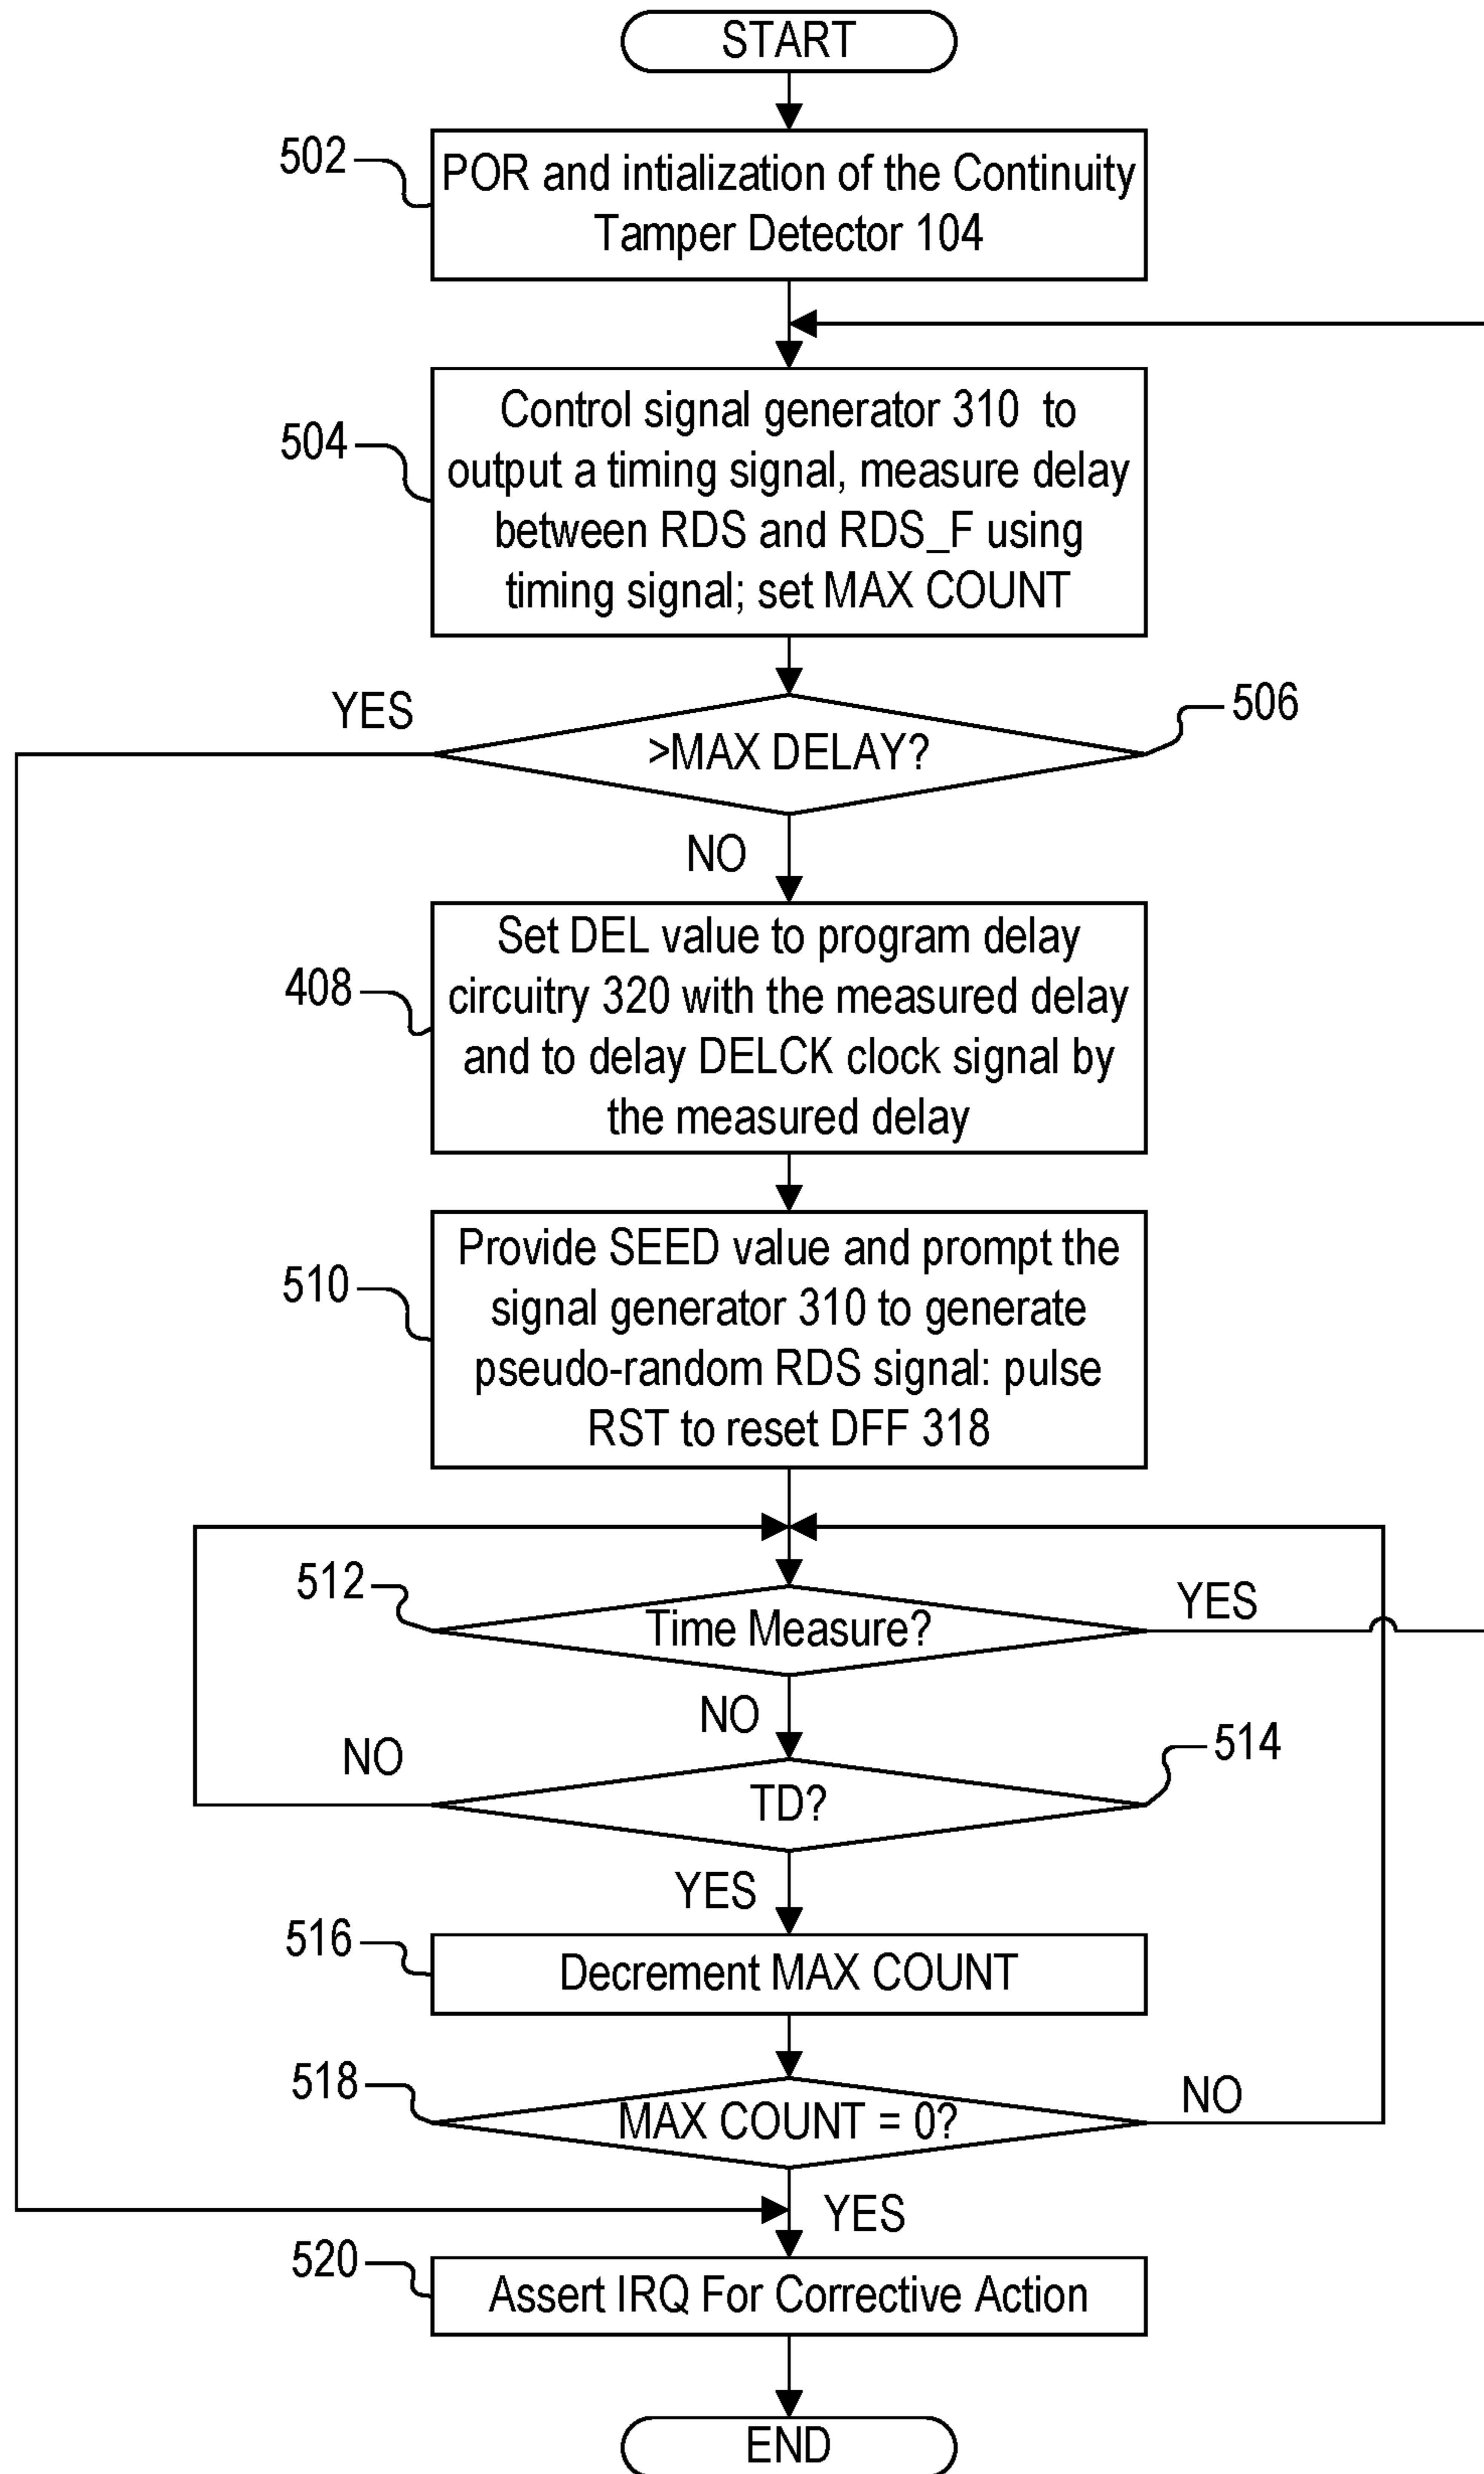 START
502
POR and intialization of the Continuity
Tamper Detector 104
504
Control signal generator 310 to
output a timing signal, measure delay
between RDS and RDS_F using
timing signal; set MAX COUNT
YES
506
>MAX DELAY?
NO
408
Set DEL value to program delay
circuitry 320 with the measured delay
and to delay DELCK clock signal by
the measured delay
510
Provide SEED value and prompt the
signal generator 310 to generate
pseudo-random RDS signal: pulse
RST to reset DFF 318
512
Time Measure?
YES
NO
NO
514
TD?
YES
516
Decrement MAX COUNT
518
MAX COUNT = 0?
NO
YES
520
Assert IRQ For Corrective Action
END